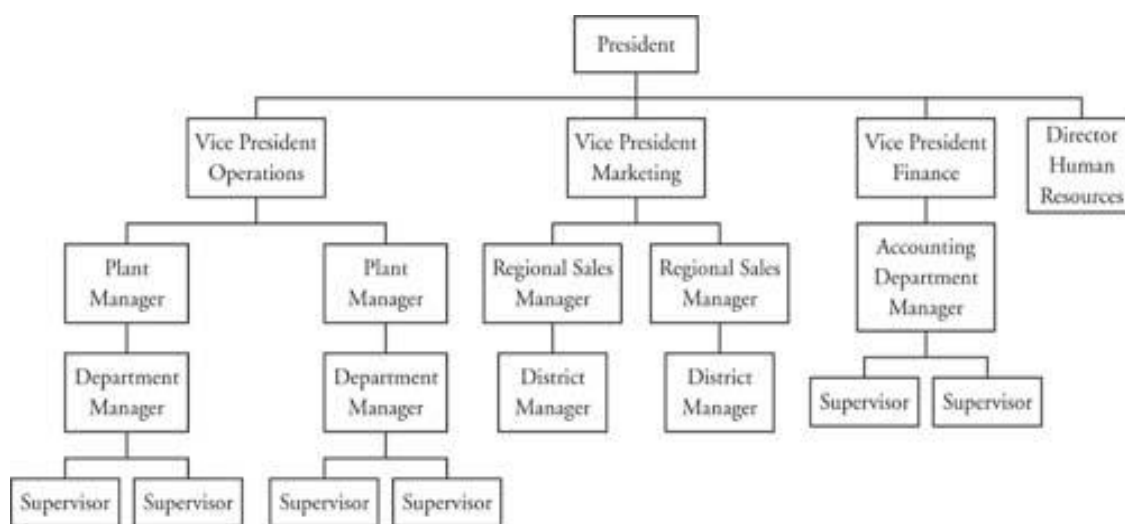 President
Vice President
Operations
Vice President
Marketing
Vice President
Finance
Director
Human
Resources
Plant
Manager
Plant
Manager
Regional Sales
Manager
Regional Sales
Manager
Accounting
Department
Manager
Department
Manager
Department
Manager
District
Manager
District
Manager
Supervisor
Supervisor
Supervisor
Supervisor
Supervisor
Supervisor